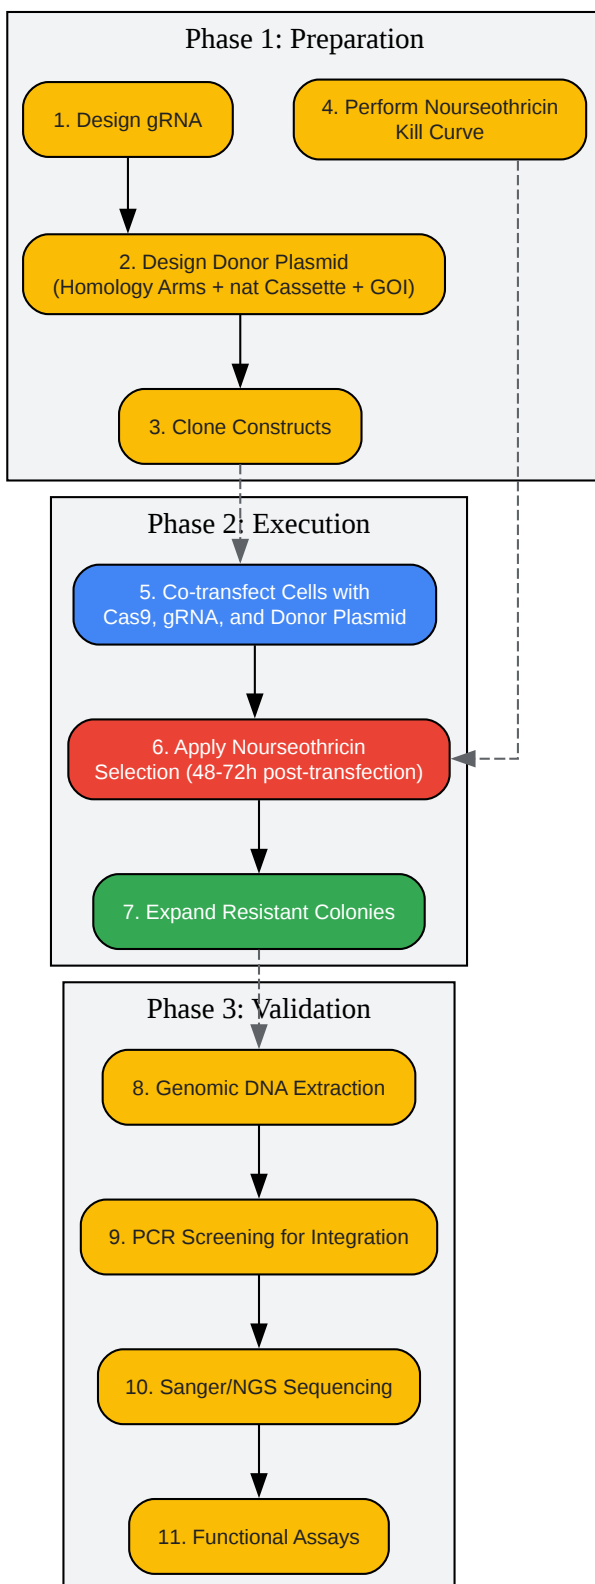 Phase 1: Preparation
1. Design gRNA
4. Perform Nourseothricin
Kill Curve
2. Design Donor Plasmid
(Homology Arms + nat Cassette + GOI)
3. Clone Constructs
Phase 2: Execution
5. Co-transfect Cells with
Cas9, gRNA, and Donor Plasmid
6. Apply Nourseothricin
Selection (48-72h post-transfection)
7. Expand Resistant Colonies
Phase 3: Validation
8. Genomic DNA Extraction
9. PCR Screening for Integration
10. Sanger/NGS Sequencing
11. Functional Assays